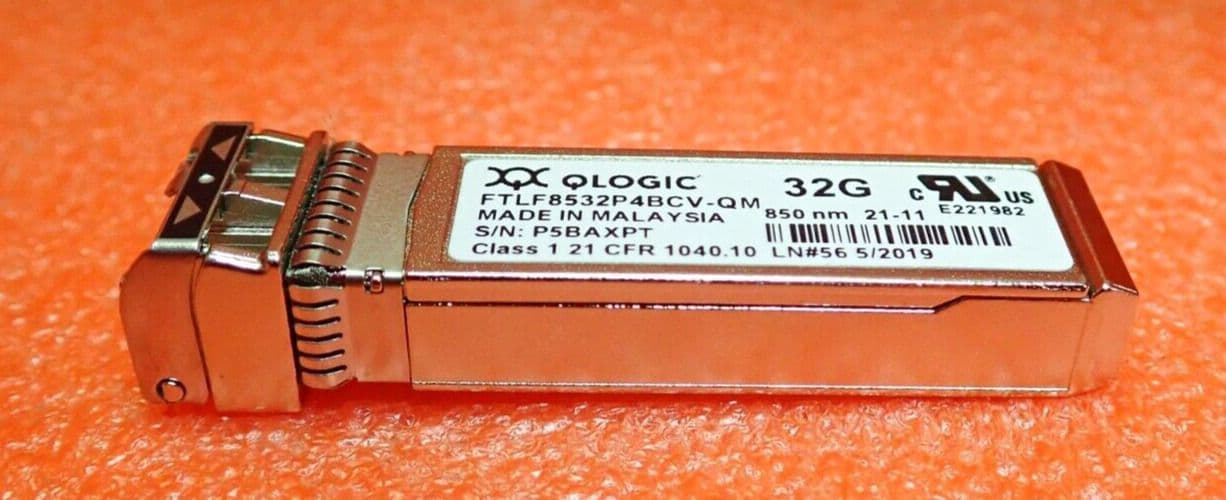 QLOGIC 32G c RU US
FTLF8532P4BCV-QM E221982
MADE IN MALAYSIA 850 nm 21-11
S/N: P5BAXPT
Class 1 21 CFR 1040.10 LN#56 5/2019